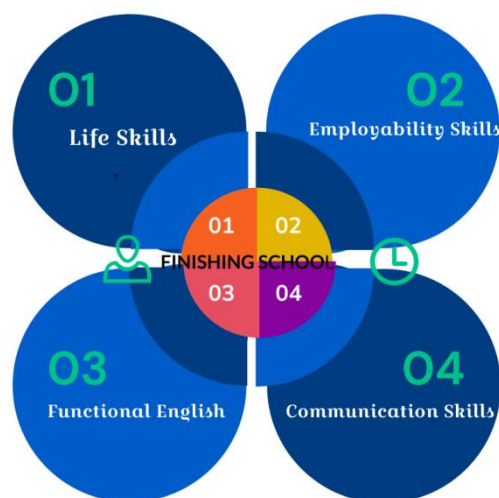 01
Life Skills
T
02
Employability Skills
01
02
FINISHING SCHOOL
03
04
03
Functional English
04
Communication Skills